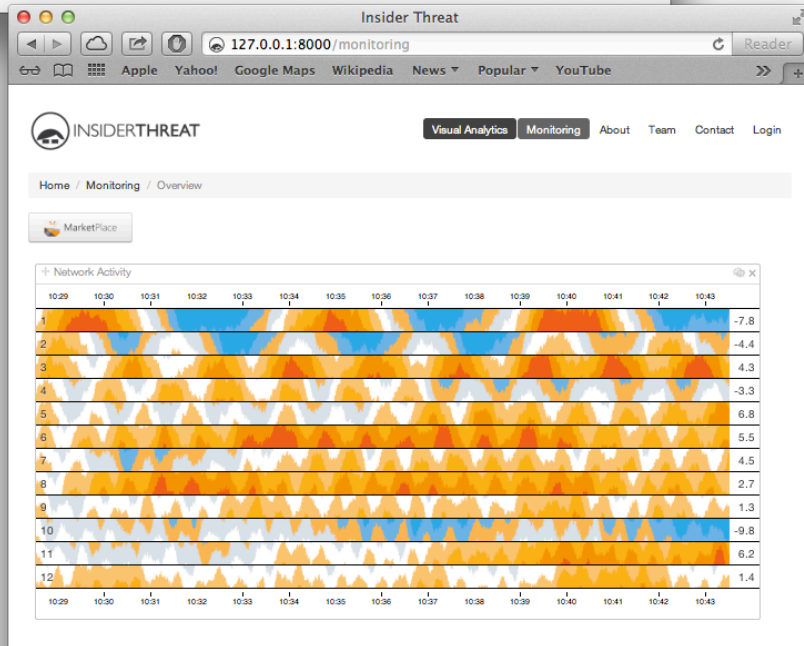 Insider Threat
127.0.0.1:8000/monitoring
Reader
Apple Yahoo! Google Maps Wikipedia News Popular YouTube
INSIDERTHREAT
Visual Analytics Monitoring About Team Contact Login
Home / Monitoring / Overview
MarketPlace
Network Activity
10:29 10:30 10:31 10:32 10:33 10:34 10:35 10:36 10:37 10:38 10:39 10:40 10:41 10:42 10:43
1 -7.8
2 -4.4
3 4.3
4 -3.3
5 6.8
6 5.5
7 4.5
8 2.7
9 1.3
10 -9.8
11 6.2
12 1.4
10:29 10:30 10:31 10:32 10:33 10:34 10:35 10:36 10:37 10:38 10:39 10:40 10:41 10:42 10:43